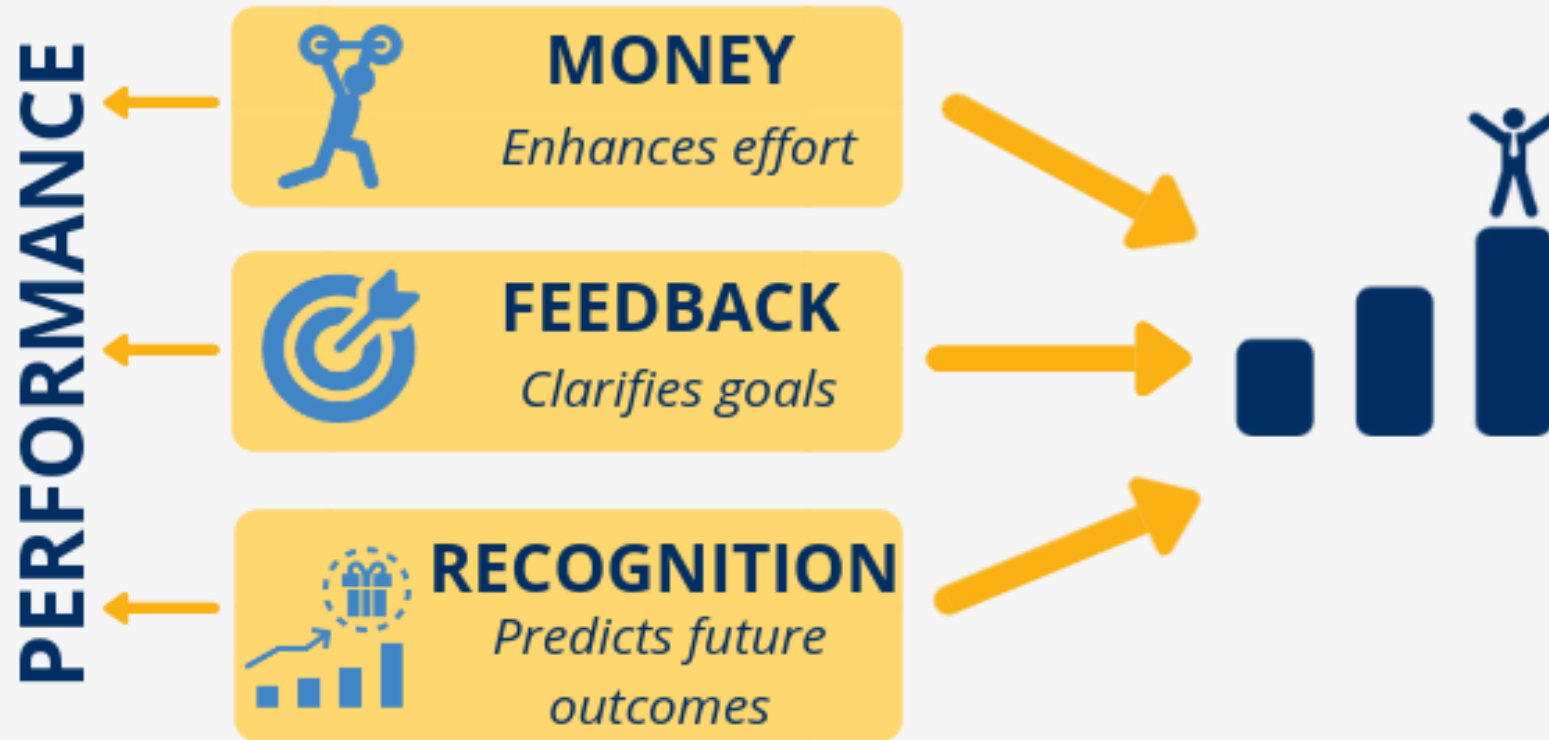 PERFORMANCE
MONEY
Enhances effort
FEEDBACK
Clarifies goals
RECOGNITION
Predicts future
outcomes